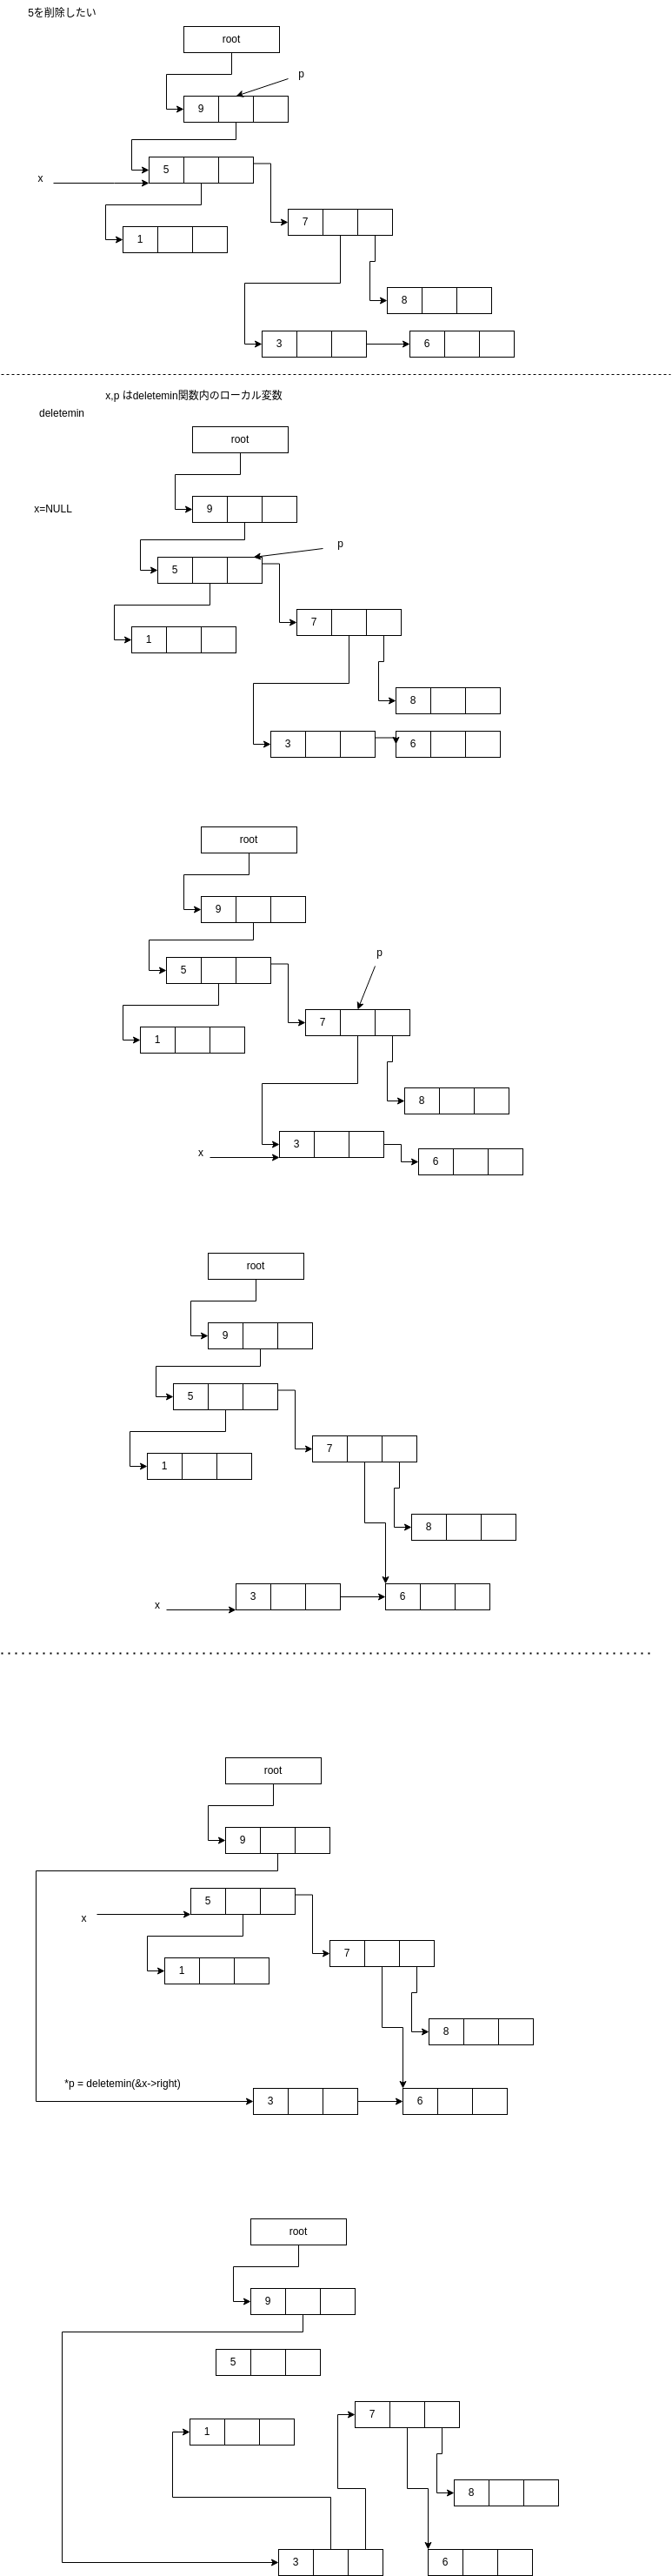 5を削除したい
root
p
9
5
x
7
1
8
3
6
x,p はdeletemin関数内のローカル変数
deletemin
root
x=NULL
9
p
5
7
1
8
3
6
root
9
p
5
7
1
8
3
x
6
root
9
5
7
1
8
3
6
x
root
9
5
x
7
1
8
*p = deletemin(&x->right)
3
6
root
9
5
7
1
8
3
6